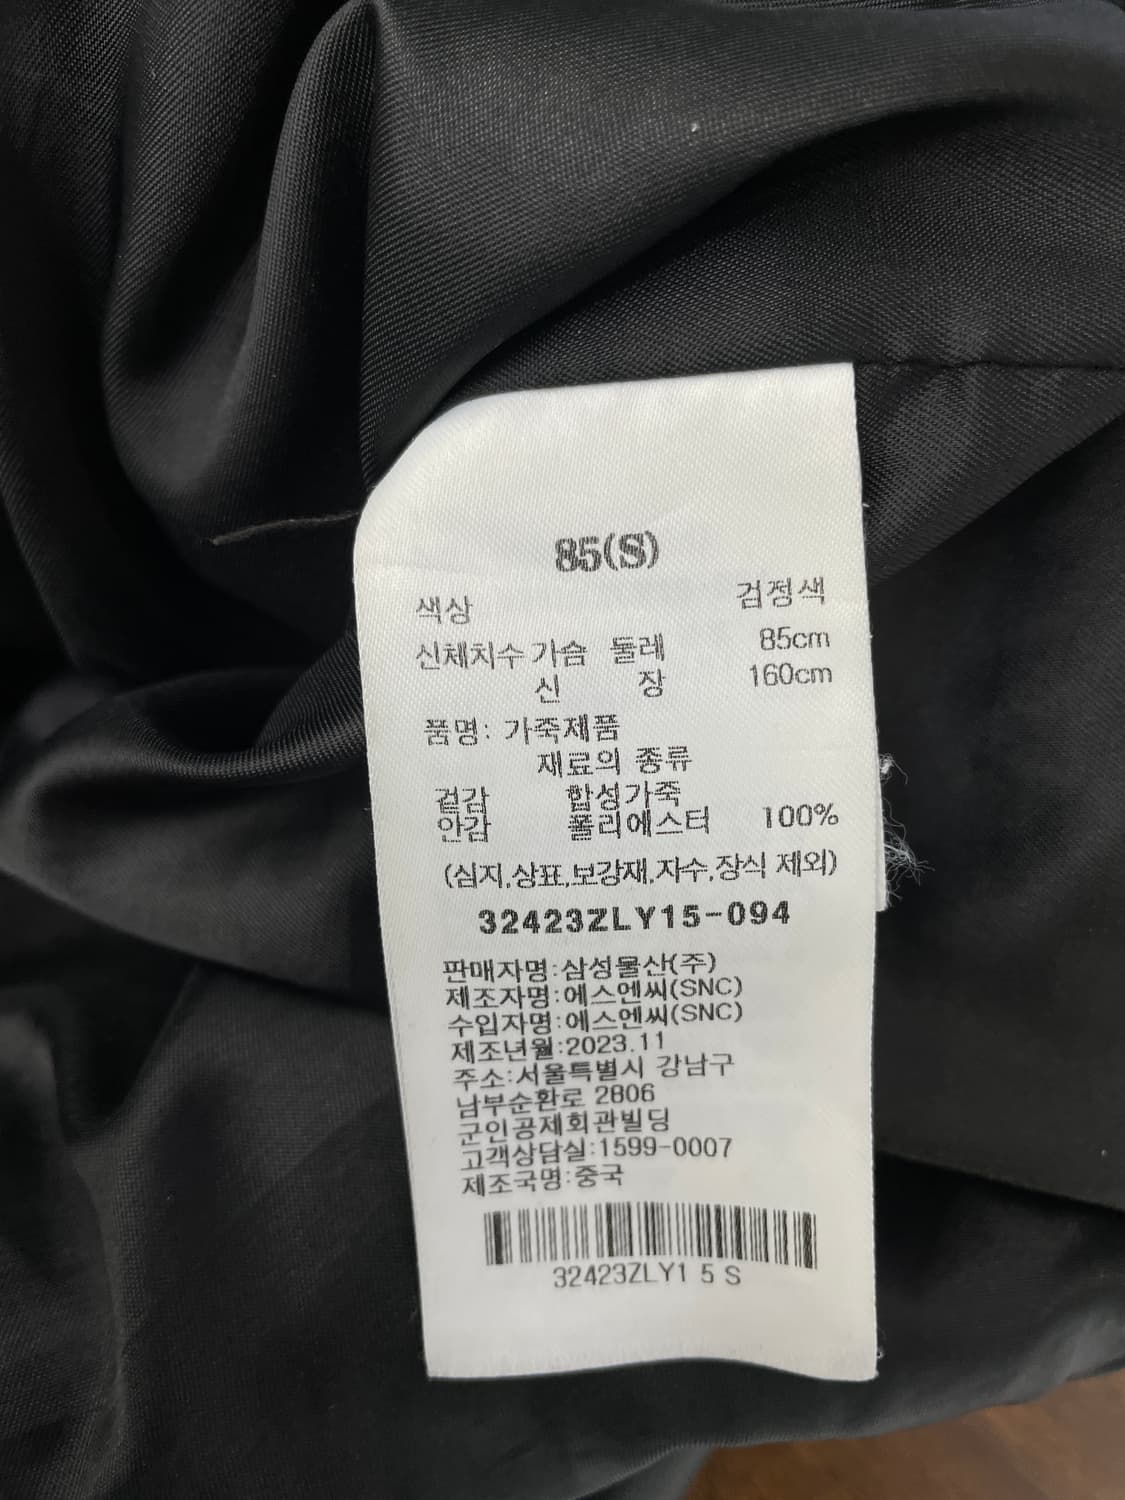 85(S)
색상 검정색
신체치수 가슴 둘레 85cm
신 장 160cm
품명: 가죽제품
재료의 종류
겉감 합성가죽
안감 폴리에스터 100%
(심지,상표,보강재,자수,장식 제외)
32423ZLY15-094
판매자명:삼성물산(주)
제조자명:에스엔씨(SNC)
수입자명:에스엔씨(SNC)
제조년월:2023.11
주소:서울특별시 강남구
남부순환로 2806
군인공제회관빌딩
고객상담실:1599-0007
제조국명:중국
32423ZLY1 5 S